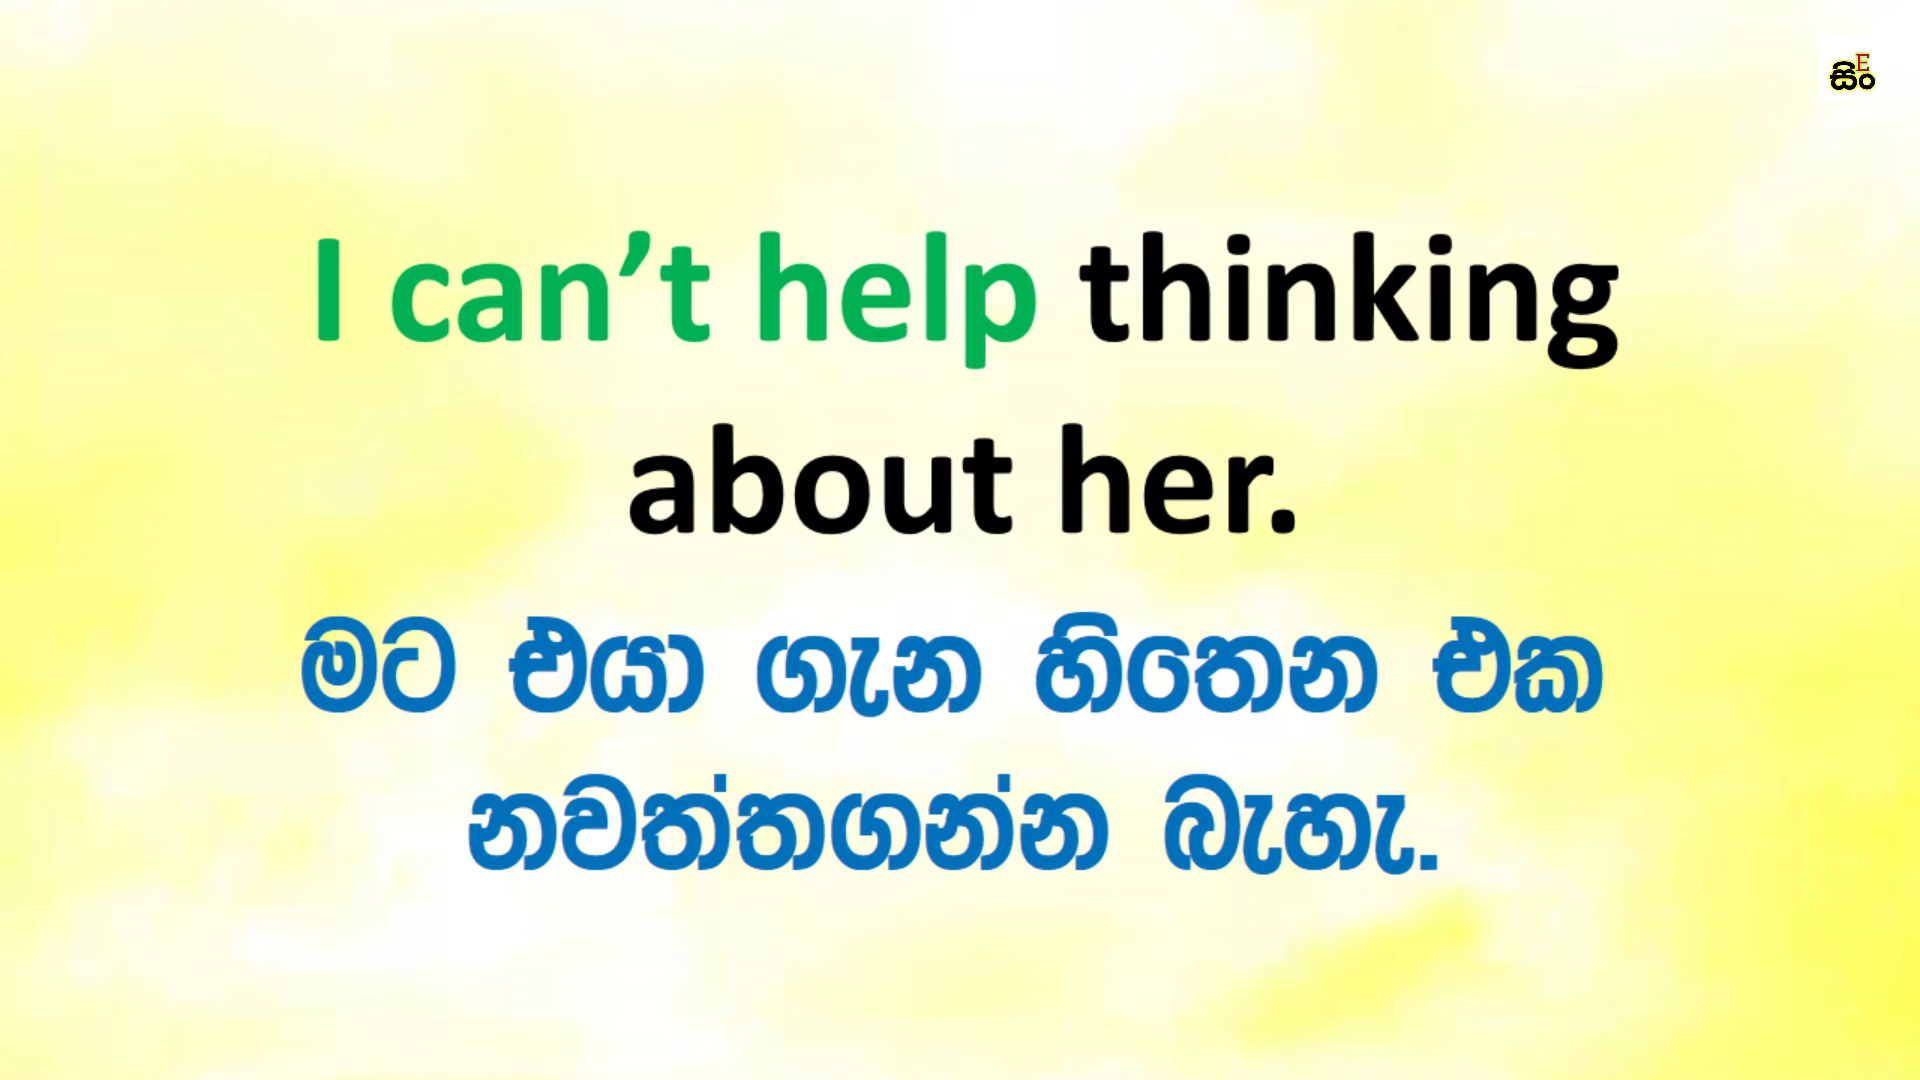 සිංE
I can’t help thinking
about her.
මට එයා ගැන හිතෙන එක
නවත්තගන්න බැහැ.